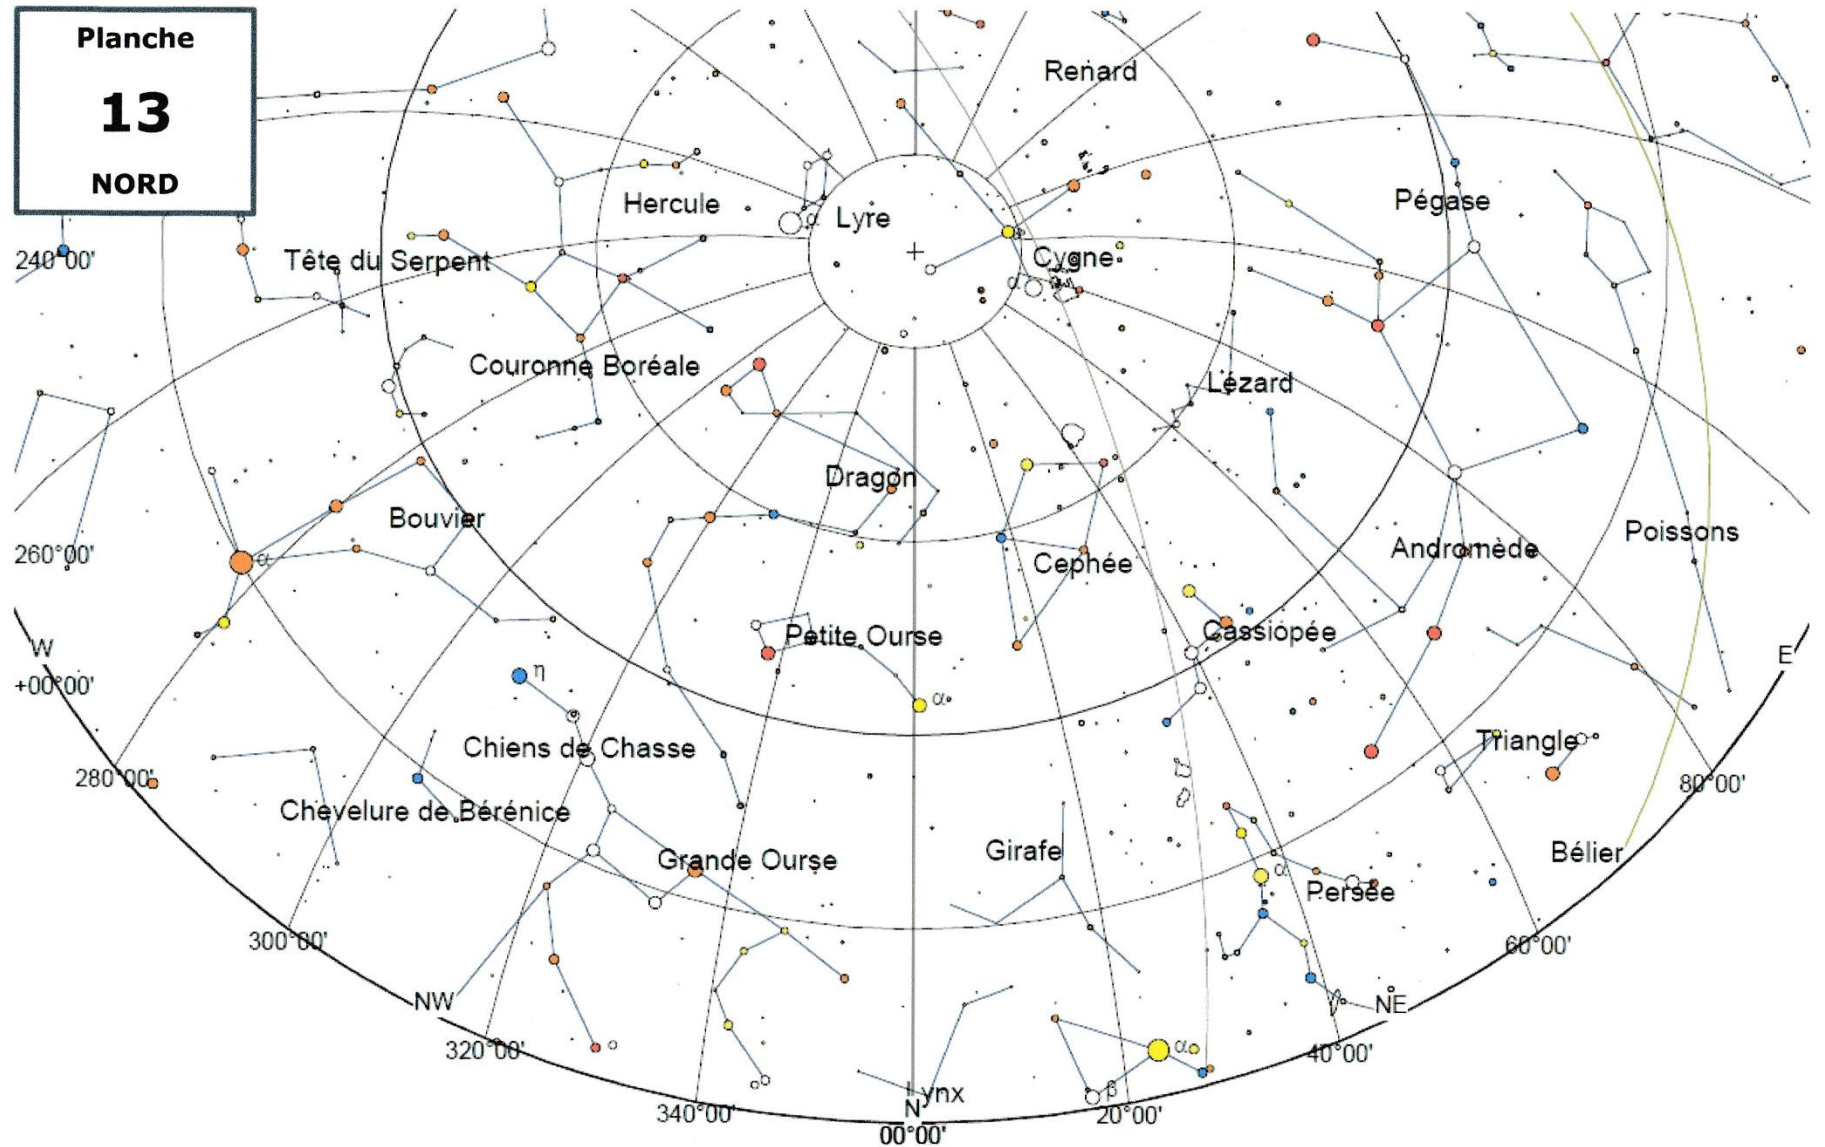 Planche
13
NORD
Renard
Pégase
Hercule
α Lyre
240°00'
Tête du Serpent
Cygne
α
Couronne Boréale
Lézard
Dragon
Bouvier
Poissons
260°00'
α
Andromède
Cephée
W
Petite Ourse
Cassiopée
E
+00°00'
η
α
Chiens de Chasse
Triangle
280°00'
80°00'
Chevelure de Bérénice
Grande Ourse
Girafe
Bélier
α
Persée
300°00'
60°00'
NW
NE
320°00'
α
40°00'
340°00'
Lynx
β
N
20°00'
00°00'